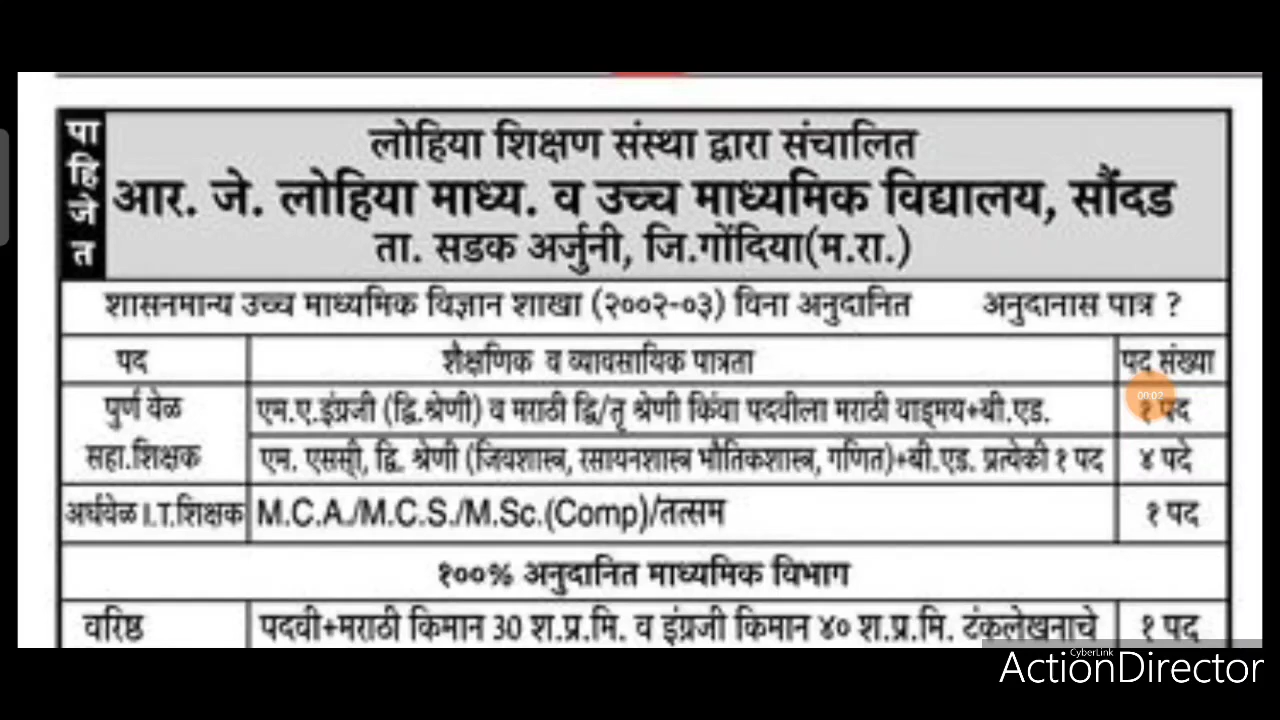 पाहिजेत
लोहिया शिक्षण संस्था द्वारा संचालित
आर. जे. लोहिया माध्य. व उच्च माध्यमिक विद्यालय, सौंदड
ता. सडक अर्जुनी, जि.गोंदिया(म.रा.)
शासनमान्य उच्च माध्यमिक विज्ञान शाखा (२००२-०३) विना अनुदानित अनुदानास पात्र ?
पद शैक्षणिक व व्यावसायिक पात्रता पद संख्या
पुर्ण वेळ एम.ए.इंग्रजी (द्वि.श्रेणी) व मराठी द्वि/तृ श्रेणी किंवा पदवीला मराठी वाड्मय+बी.एड. १ पद
00:02
सहा.शिक्षक एम. एससी, द्वि. श्रेणी (जिवशास्त्र, रसायनशास्त्र भौतिकशास्त्र, गणित)+बी.एड. प्रत्येकी १ पद ४ पदे
अर्धवेळ I.T.शिक्षक M.C.A./M.C.S./M.Sc.(Comp)/तत्सम १ पद
१००% अनुदानित माध्यमिक विभाग
वरिष्ठ पदवी+मराठी किमान 30 श.प्र.मि. व इंग्रजी किमान ४० श.प्र.मि. टंकलेखनाचे १ पद
CyberLink
ActionDirector